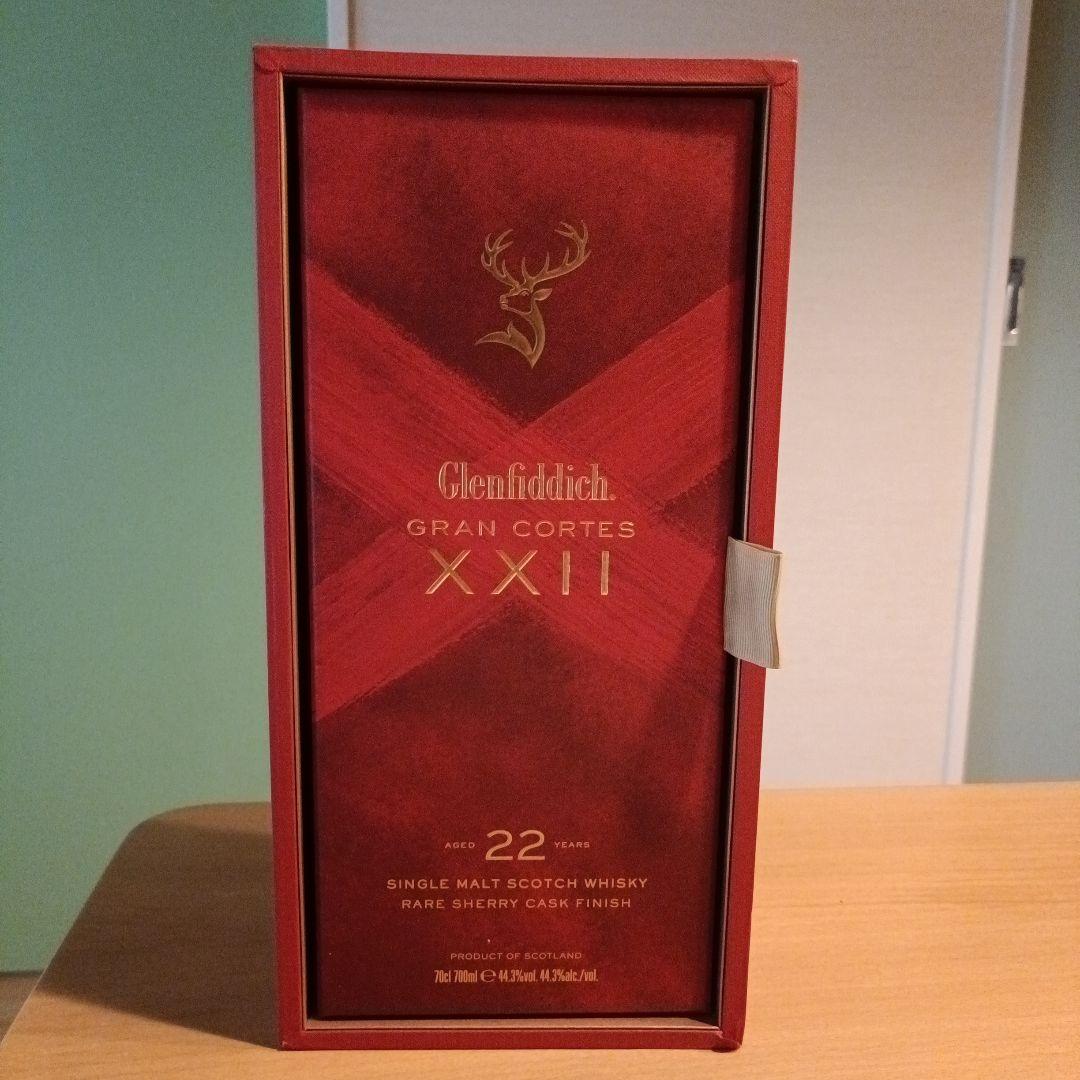 Glenfiddich®
GRAN CORTES
XXII
AGED 22 YEARS
SINGLE MALT SCOTCH WHISKY
RARE SHERRY CASK FINISH
PRODUCT OF SCOTLAND
70cl 700ml ℮ 44.3%vol. 44.3%alc./vol.